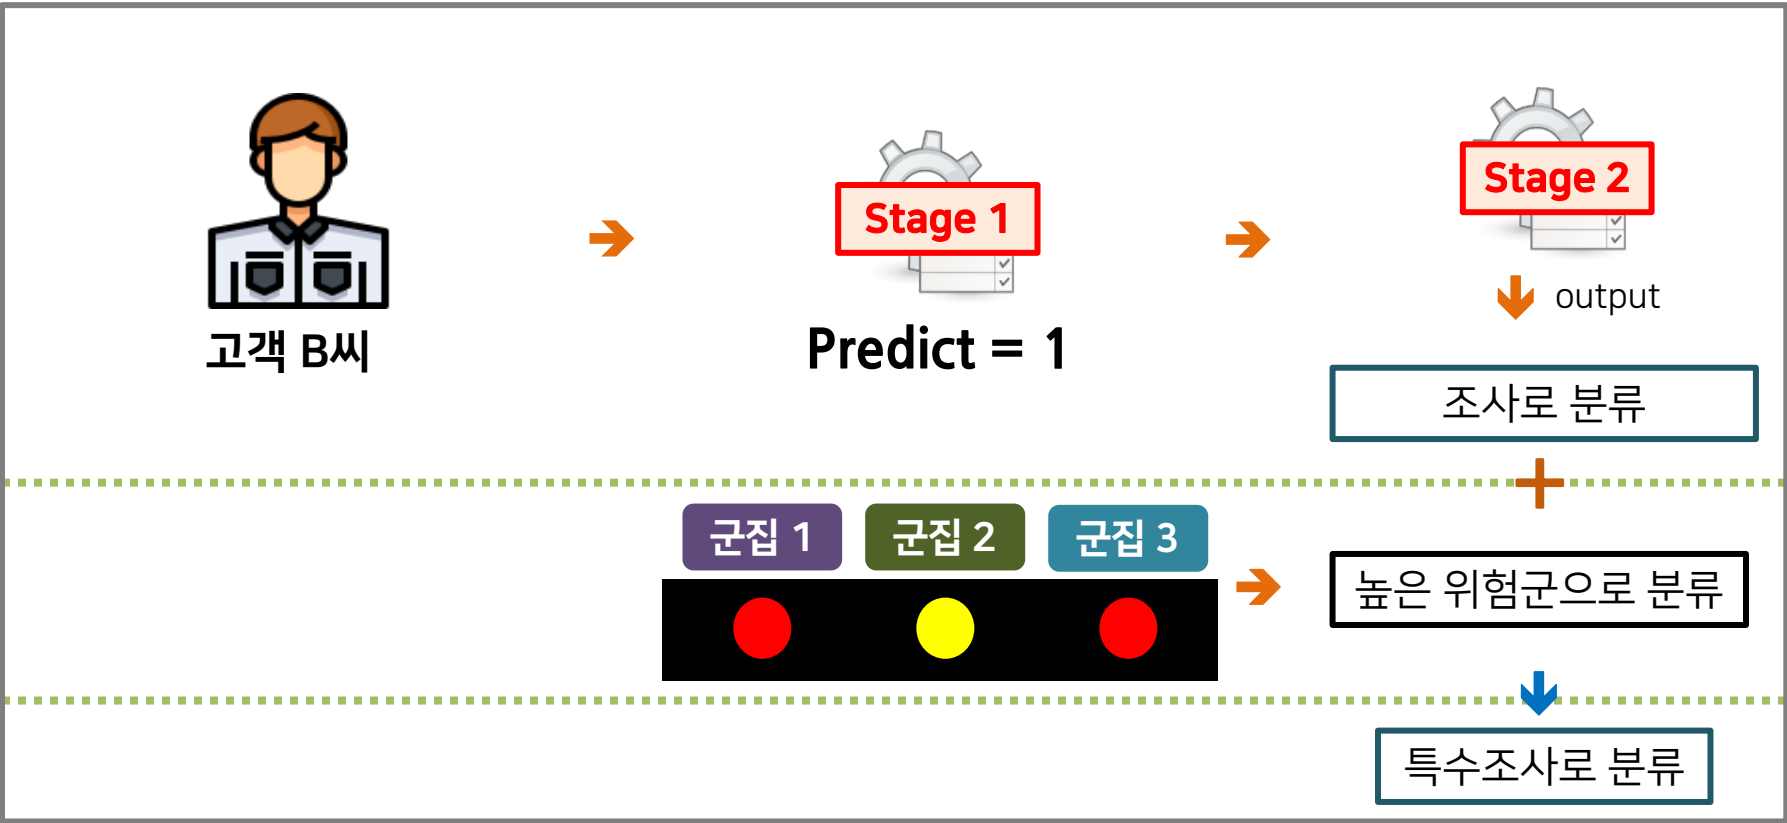 고객 B씨
Stage 1
Predict = 1
Stage 2
output
조사로 분류
군집 1
군집 2
군집 3
높은 위험군으로 분류
특수조사로 분류